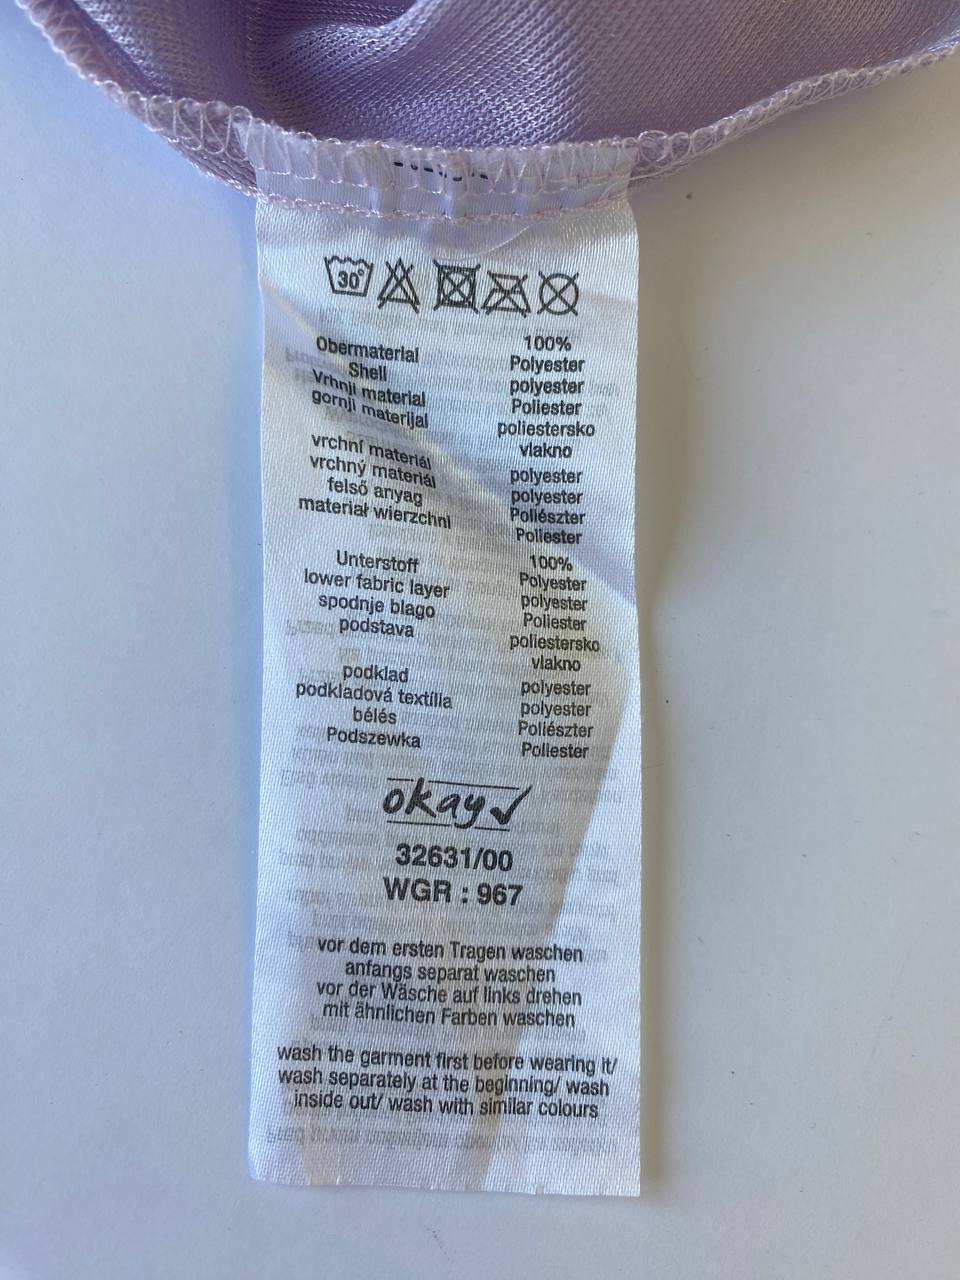 30°
Obermaterial 100%
Shell Polyester
Vrhnji material polyester
gornji materijal Poliester
poliestersko
vlakno
vrchní materiál polyester
vrchný materiál polyester
felső anyag Poliészter
materiał wierzchni Poliester
Unterstoff 100%
lower fabric layer Polyester
spodnje blago polyester
podstava Poliester
poliestersko
vlakno
podklad polyester
podkladová textília polyester
bélés Poliészter
Podszewka Poliester
okay
32631/00
WGR : 967
vor dem ersten Tragen waschen
anfangs separat waschen
vor der Wäsche auf links drehen
mit ähnlichen Farben waschen
wash the garment first before wearing it/
wash separately at the beginning/ wash
inside out/ wash with similar colours